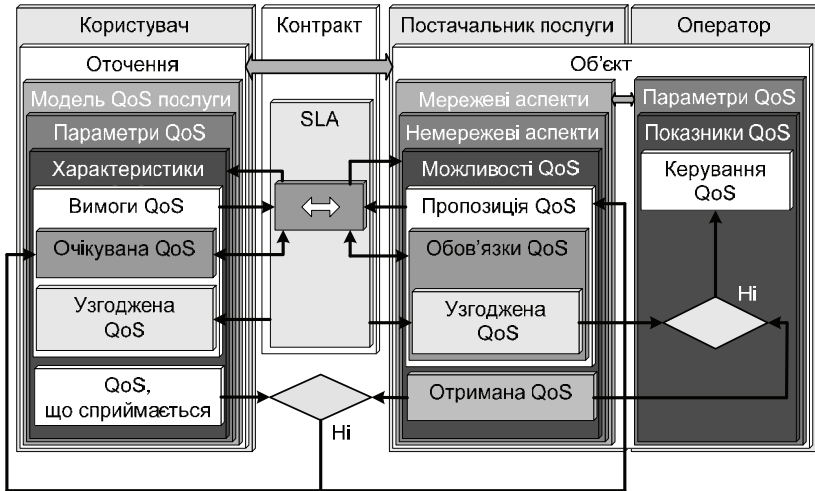 Користувач
Контракт
Постачальник послуги
Оператор
Оточення
Об’єкт
Модель QoS послуги
Параметри QoS
Характеристики
Вимоги QoS
Очікувана QoS
Узгоджена
QoS
QoS,
що сприймається
SLA
Мережеві аспекти
Немережеві аспекти
Можливості QoS
Пропозиція QoS
Обов’язки QoS
Узгоджена
QoS
Отримана QoS
Параметри QoS
Показники QoS
Керування
QoS
Ні
Ні